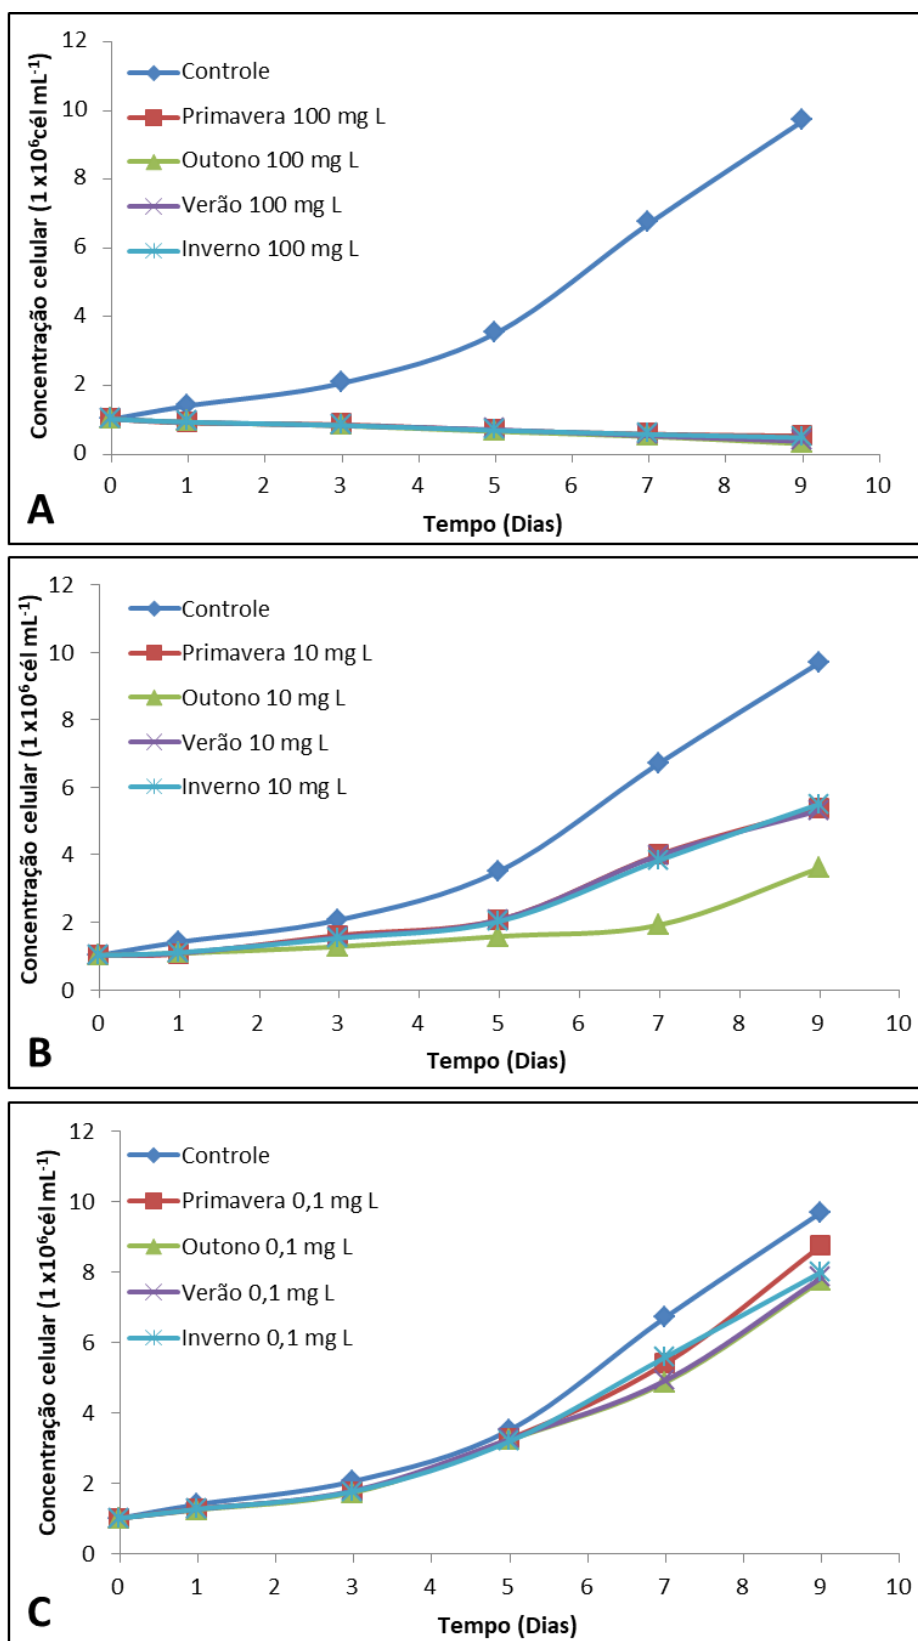 12
10
8
6
4
2
0
Concentração celular (1 x10⁶cél mL⁻¹)
Controle
Primavera 100 mg L
Outono 100 mg L
Verão 100 mg L
Inverno 100 mg L
0 1 2 3 4 5 6 7 8 9 10
Tempo (Dias)
A
12
10
8
6
4
2
0
Concentração celular (1 x10⁶cél mL⁻¹)
Controle
Primavera 10 mg L
Outono 10 mg L
Verão 10 mg L
Inverno 10 mg L
0 1 2 3 4 5 6 7 8 9 10
Tempo (Dias)
B
12
10
8
6
4
2
0
Concentração celular (1 x10⁶cél mL⁻¹)
Controle
Primavera 0,1 mg L
Outono 0,1 mg L
Verão 0,1 mg L
Inverno 0,1 mg L
0 1 2 3 4 5 6 7 8 9 10
Tempo (Dias)
C